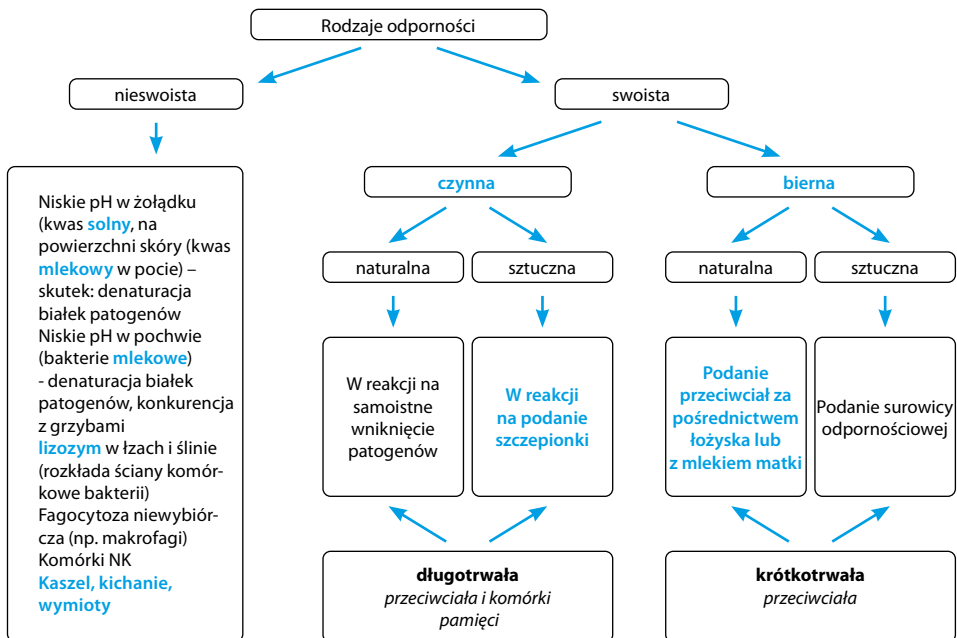 Rodzaje odporności
nieswoista
swoista
czynna
bierna
naturalna
sztuczna
naturalna
sztuczna
Niskie pH w żołądku
(kwas solny, na
powierzchni skóry (kwas
mlekowy w pocie) –
skutek: denaturacja
białek patogenów
Niskie pH w pochwie
(bakterie mlekowe)
- denaturacja białek
patogenów, konkurencja
z grzybami
lizozym w łzach i ślinie
(rozkłada ściany komór-
kowe bakterii)
Fagocytoza niewybiór-
cza (np. makrofagi)
Komórki NK
Kaszel, kichanie,
wymioty
W reakcji na
samoistne
wniknięcie
patogenów
W reakcji
na podanie
szczepionki
Podanie
przeciwciał za
pośrednictwem
łożyska lub
z mlekiem matki
Podanie surowicy
odpornościowej
długotrwała
przeciwciała i komórki
pamięci
krótkotrwała
przeciwciała